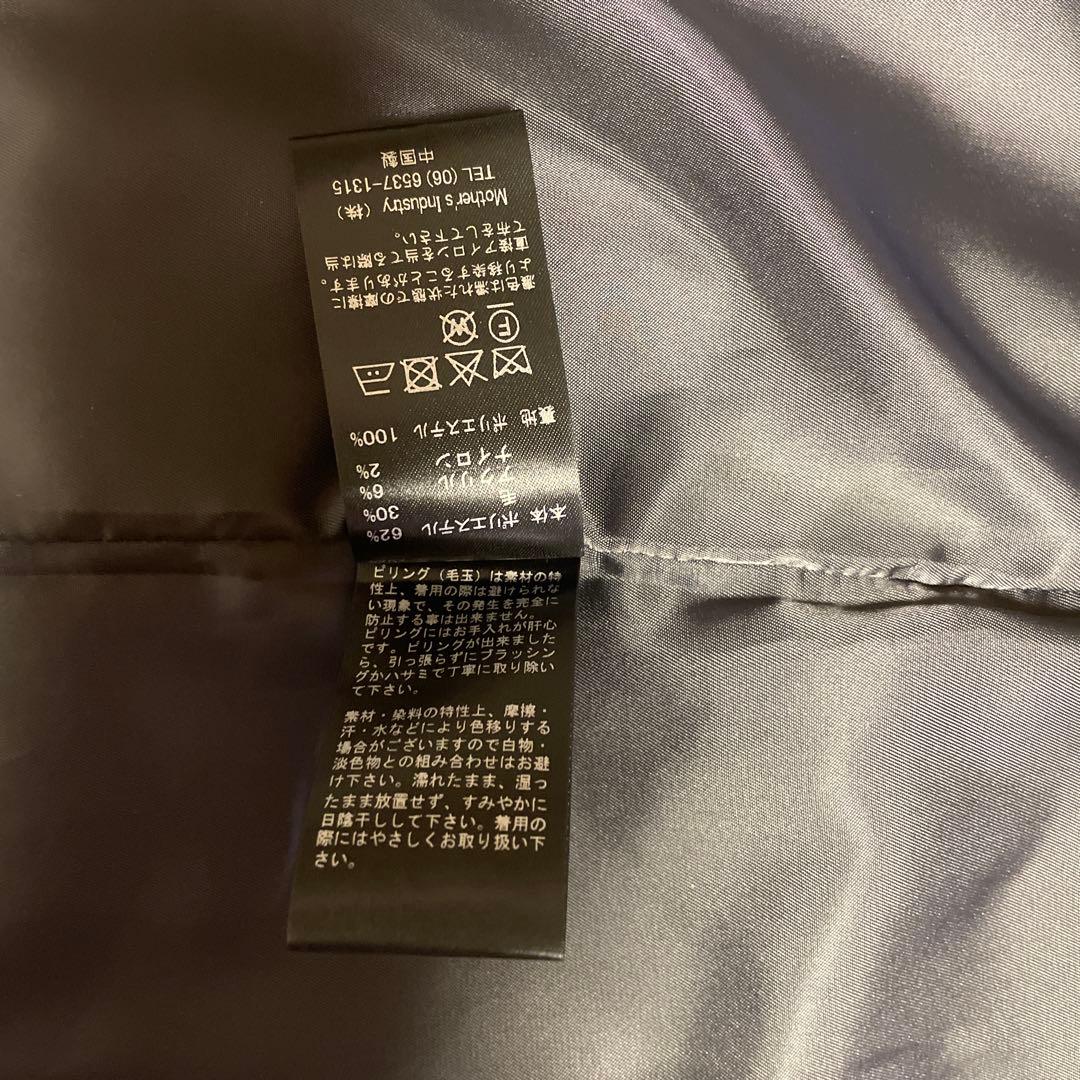 本体 ポリエステル 62%
毛 30%
アクリル 6%
ナイロン 2%
裏地 ポリエステル 100%
濃色は濡れた状態での摩擦に
より移染することがあります。
直接アイロンを当てる際は当
て布をして下さい。
Mother's Industry (株)
TEL (06) 6537-1315
中国製
ピリング(毛玉)は素材の特
性上、着用の際は避けられな
い現象で、その発生を完全に
防止する事は出来ません。
ピリングにはお手入れが肝心
です。ピリングが出来ました
ら、引っ張らずにブラッシン
グかハサミで丁寧に取り除い
て下さい。
素材・染料の特性上、摩擦・
汗・水などにより色移りする
場合がございますので白物・
淡色物との組み合わせはお避
け下さい。濡れたまま、湿っ
たまま放置せず、すみやかに
日陰干しして下さい。着用の
際にはやさしくお取り扱い下
さい。